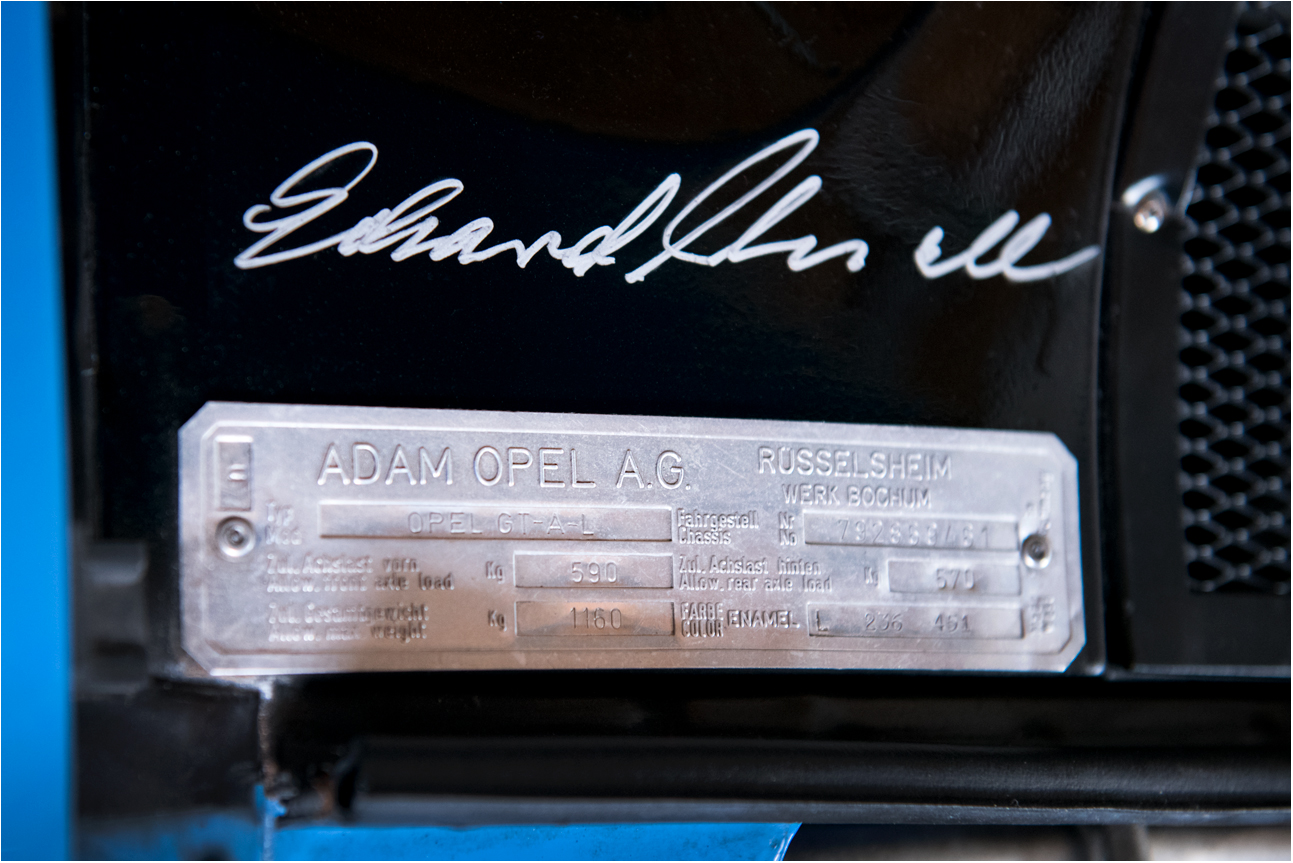 Erhard Schnell
ADAM OPEL A.G.
RÜSSELSHEIM
WERK BOCHUM
OPEL GT-A-L
Fahrgestell Nr
Chassis No
Zul. Achslast vorn
Allow. front axle load
Kg 590
Zul. Achslast hinten
Allow. rear axle load
Kg 570
Zul. Gesamtgewicht
Allow. max weight
Kg 1160
FARBE
COLOR
ENAMEL L